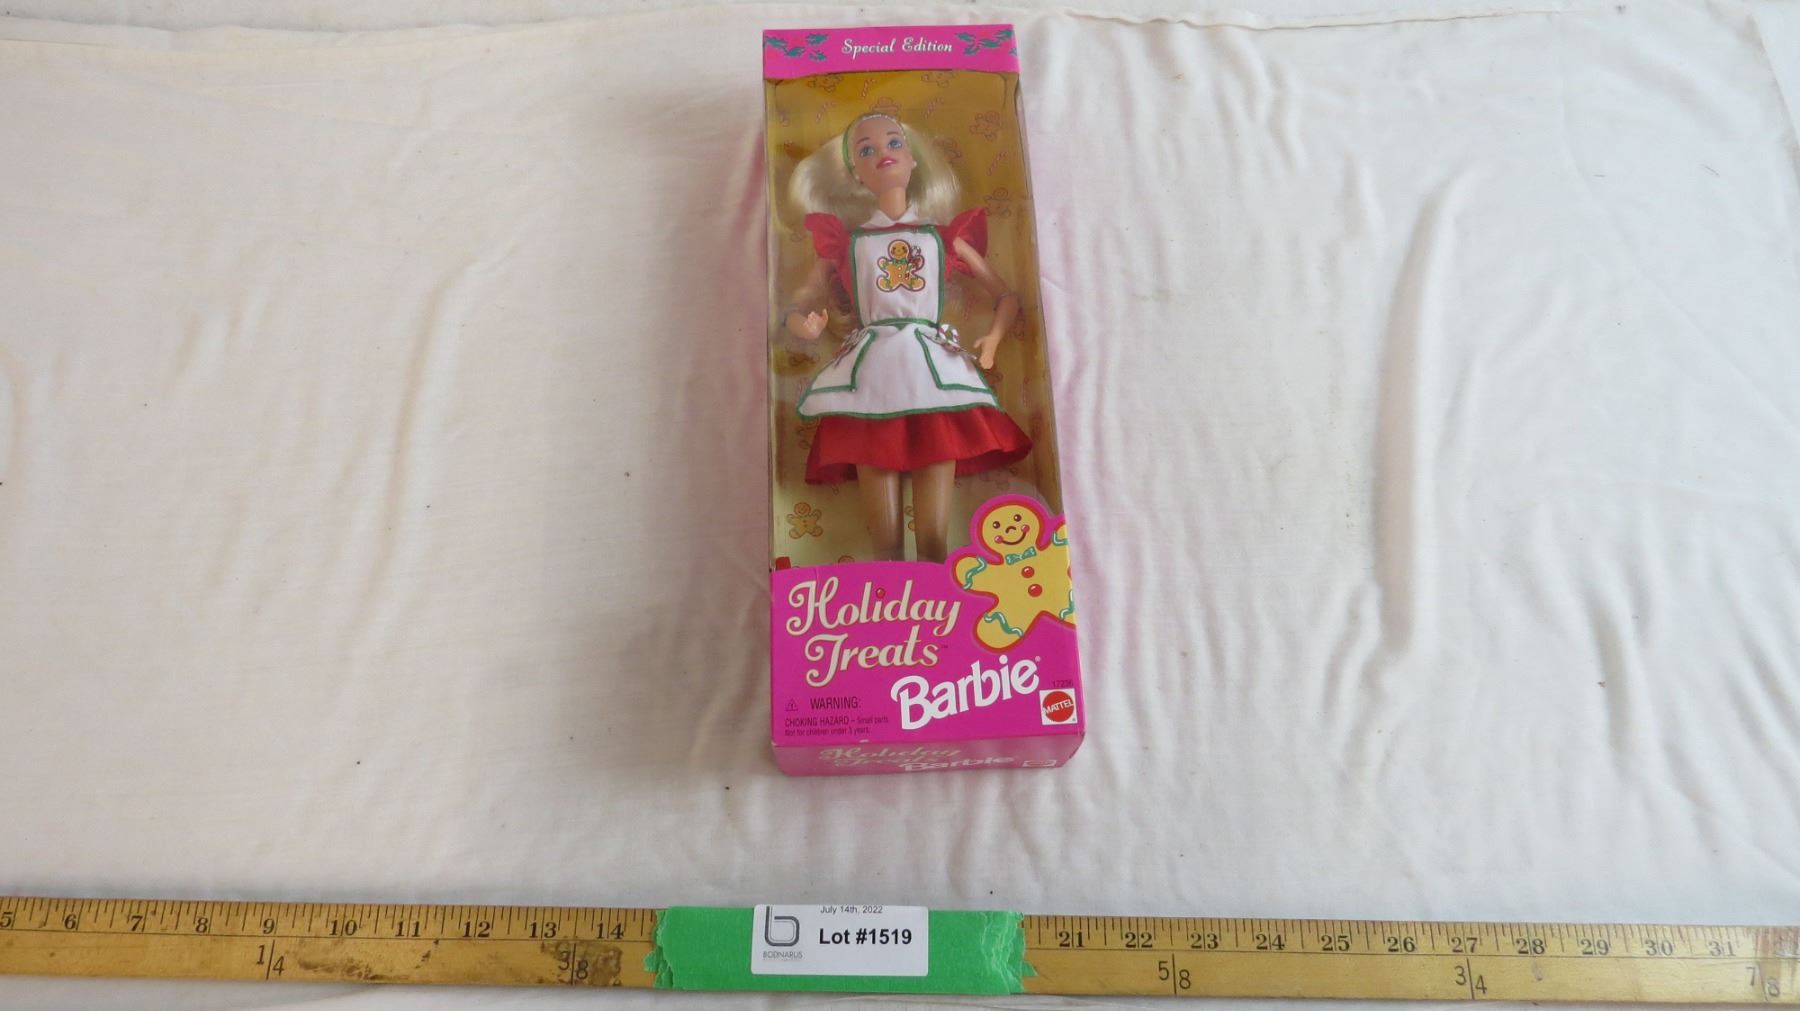 Special Edition
Holiday
Treats™
Barbie®
17236
MATTEL
⚠ WARNING:
CHOKING HAZARD – Small parts
Not for children under 3 years.
Holiday
Treats
Barbie
5 6 7 8 9 10 11 12 13 14 21 22 23 24 25 26 27 28 29 30 31
1/4 3/8 5/8 3/4 7/8
July 14th, 2022
Lot #1519
BODNARUS